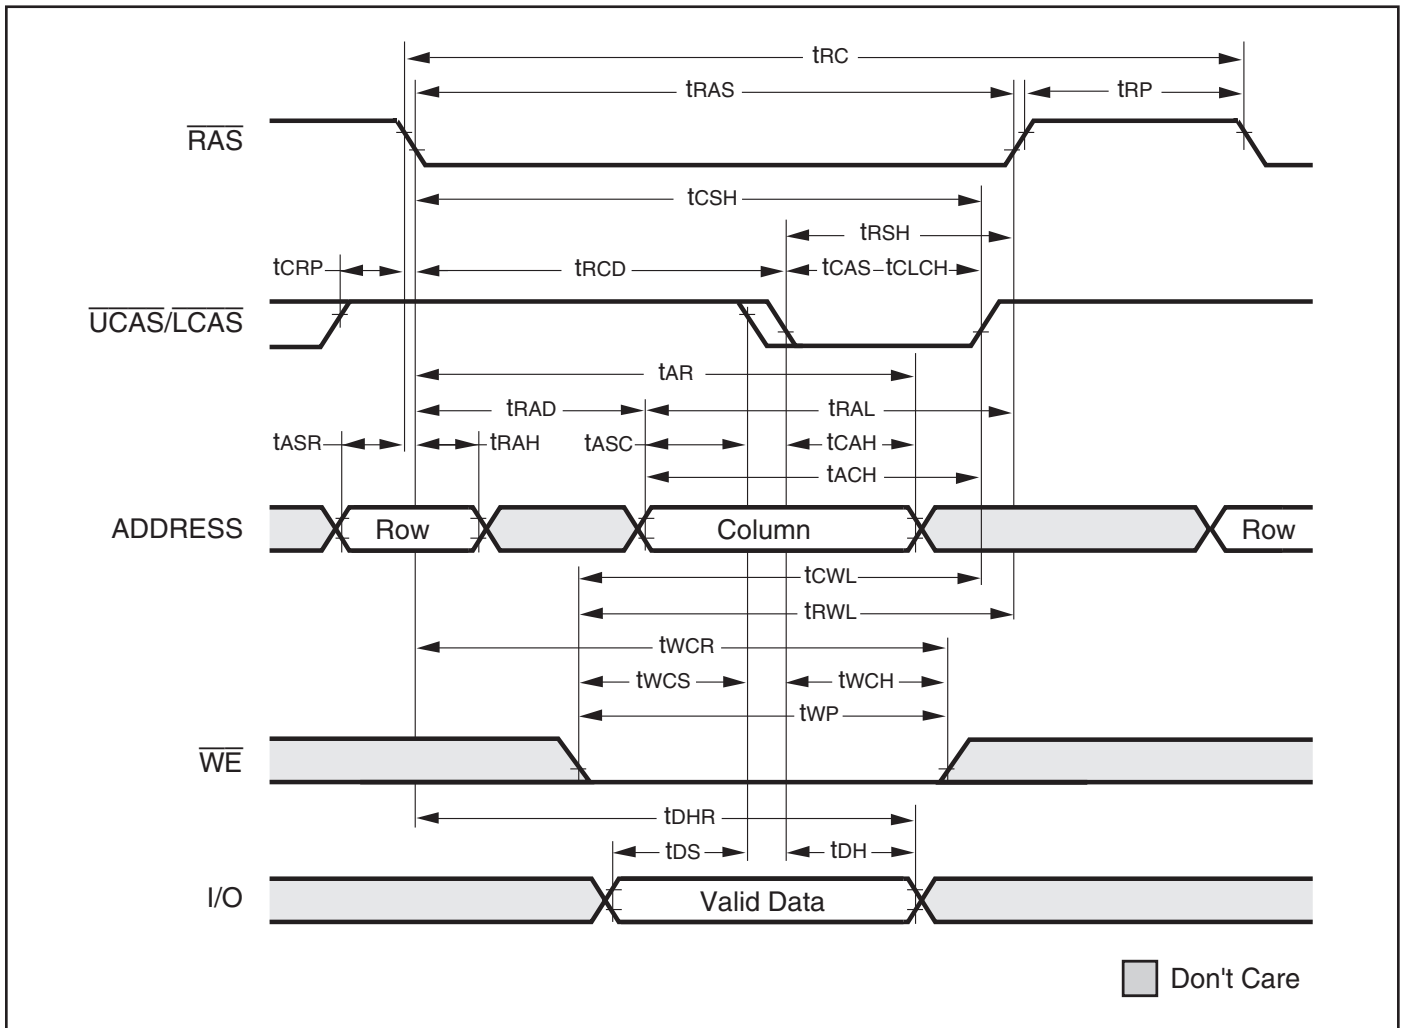 tRC
tRAS tRP
RAS
tCSH
tRSH
tCRP tRCD tCAS tCLCH
UCAS/LCAS
tAR
tRAD tRAL
tASR tRAH tASC tCAH
tACH
ADDRESS Row Column Row
tCWL
tRWL
tWCR
tWCS tWCH
tWP
WE
tDHR
tDS tDH
I/O Valid Data
Don't Care